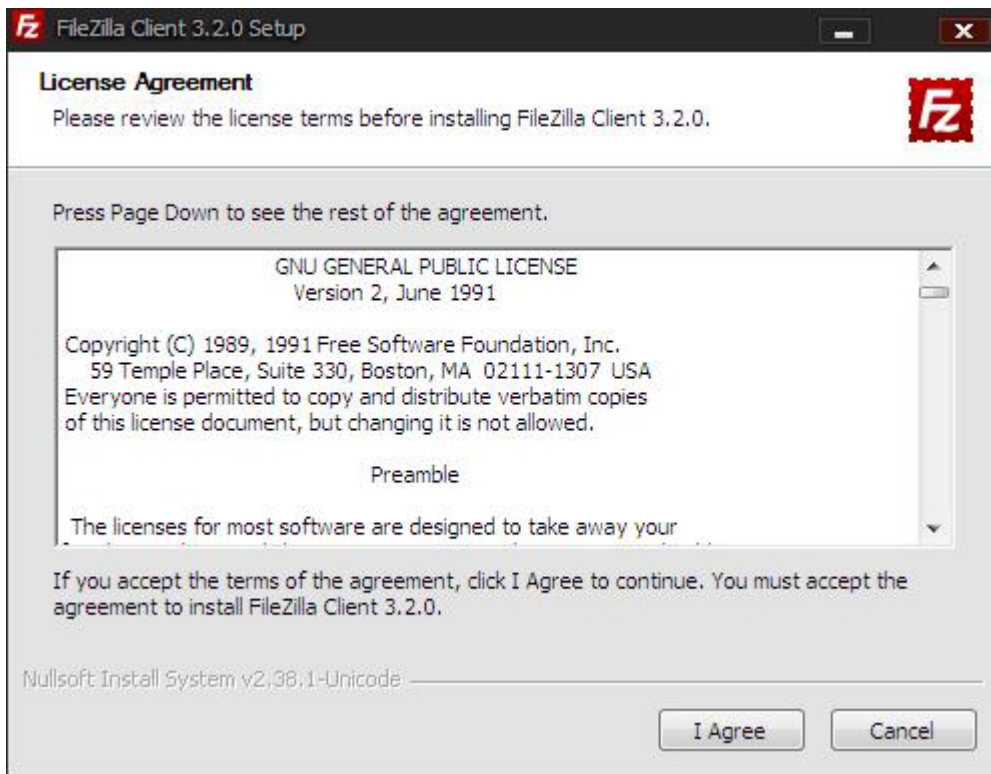 Fz FileZilla Client 3.2.0 Setup
License Agreement
Please review the license terms before installing FileZilla Client 3.2.0.
Fz
Press Page Down to see the rest of the agreement.
GNU GENERAL PUBLIC LICENSE
Version 2, June 1991
Copyright (C) 1989, 1991 Free Software Foundation, Inc.
59 Temple Place, Suite 330, Boston, MA 02111-1307 USA
Everyone is permitted to copy and distribute verbatim copies
of this license document, but changing it is not allowed.
Preamble
The licenses for most software are designed to take away your
If you accept the terms of the agreement, click I Agree to continue. You must accept the
agreement to install FileZilla Client 3.2.0.
Nullsoft Install System v2.38.1-Unicode
I Agree
Cancel